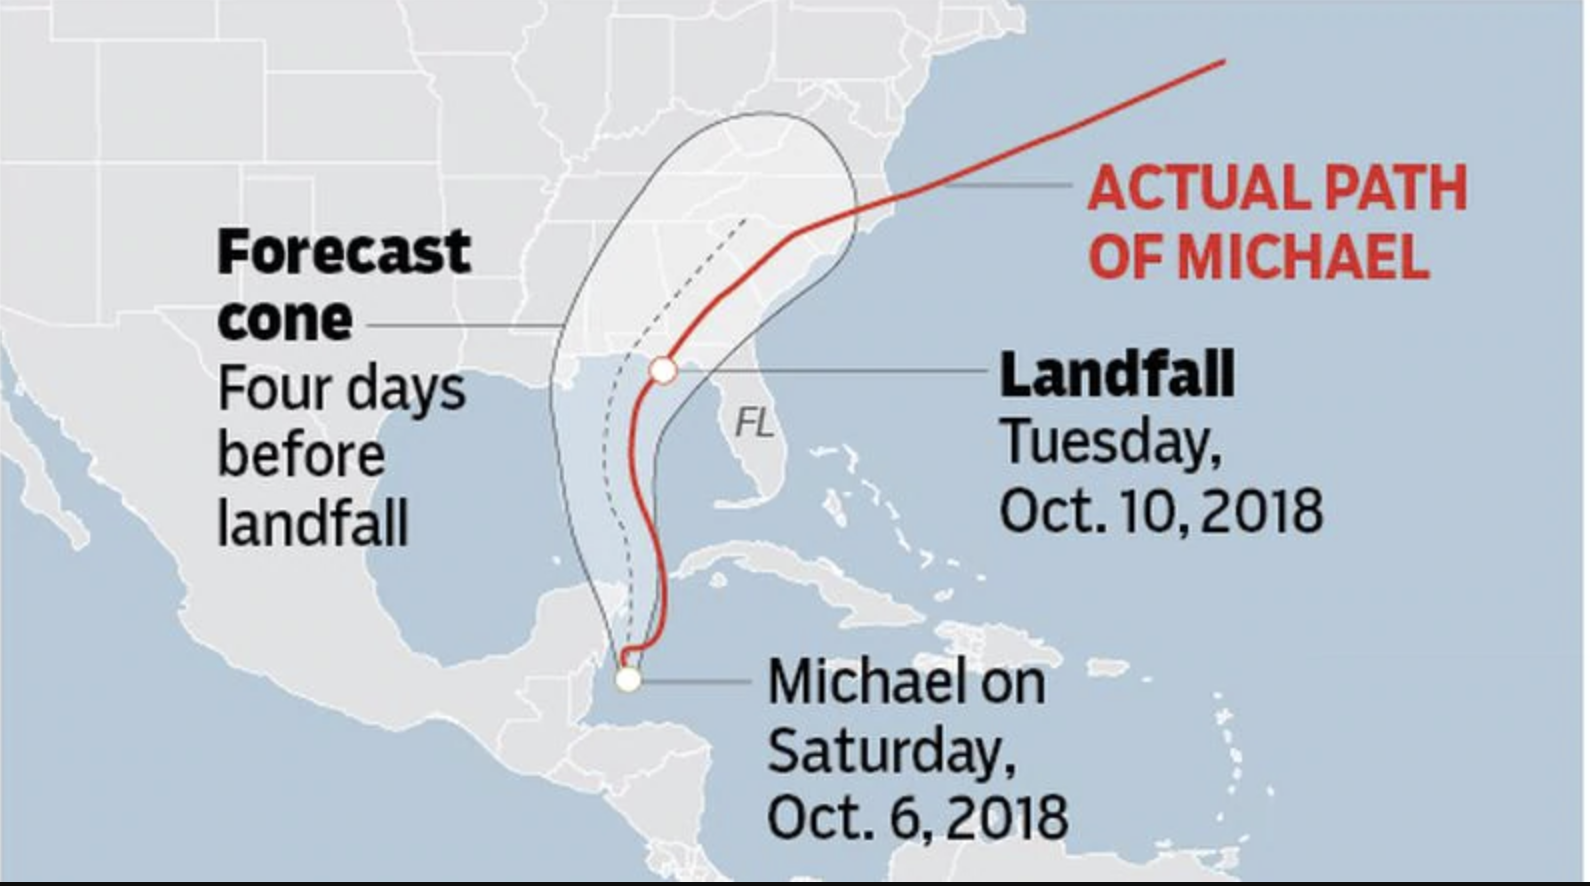 Forecast
cone
Four days
before
landfall
ACTUAL PATH
OF MICHAEL
Landfall
Tuesday,
Oct. 10, 2018
FL
Michael on
Saturday,
Oct. 6, 2018